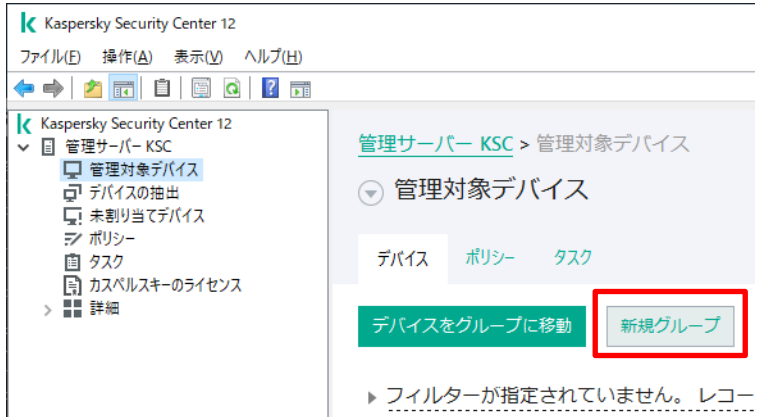 Kaspersky Security Center 12
ファイル(F) 操作(A) 表示(V) ヘルプ(H)
Kaspersky Security Center 12
管理サーバー KSC
管理対象デバイス
デバイスの抽出
未割り当てデバイス
ポリシー
タスク
カスペルスキーのライセンス
詳細
管理サーバー KSC > 管理対象デバイス
管理対象デバイス
デバイス ポリシー タスク
デバイスをグループに移動 新規グループ
フィルターが指定されていません。 レコー